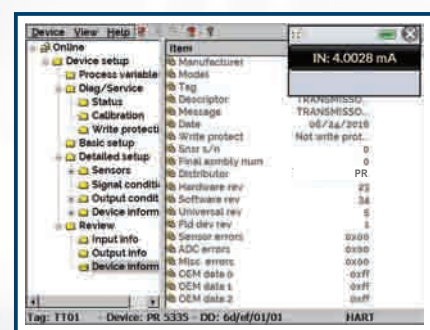 Device View Help
Online
Device setup
Process variable
Diag/Service
Status
Calibration
Write protecti
Basic setup
Detailed setup
Sensors
Signal conditi
Output condit
Device inform
Review
Input info
Output info
Device inform
Item
Manufacturer
Model
Tag
Descriptor TRANSMISSO...
Message TRANSMISSO...
Date 06/24/2016
Write protect Not write prot...
Snsr s/n 0
Final asmbly num 0
Distributor PR
Hardware rev 23
Software rev 34
Universal rev 5
Fld dev rev 1
Sensor errors 0x00
ADC errors 0x00
Misc. errors 0x00
OEM data 0 0xff
OEM data 1 0xff
OEM data 2 0xff
IN: 4.0028 mA
Tag: TT01 Device: PR 5335 - DD: 6d/ef/01/01 HART